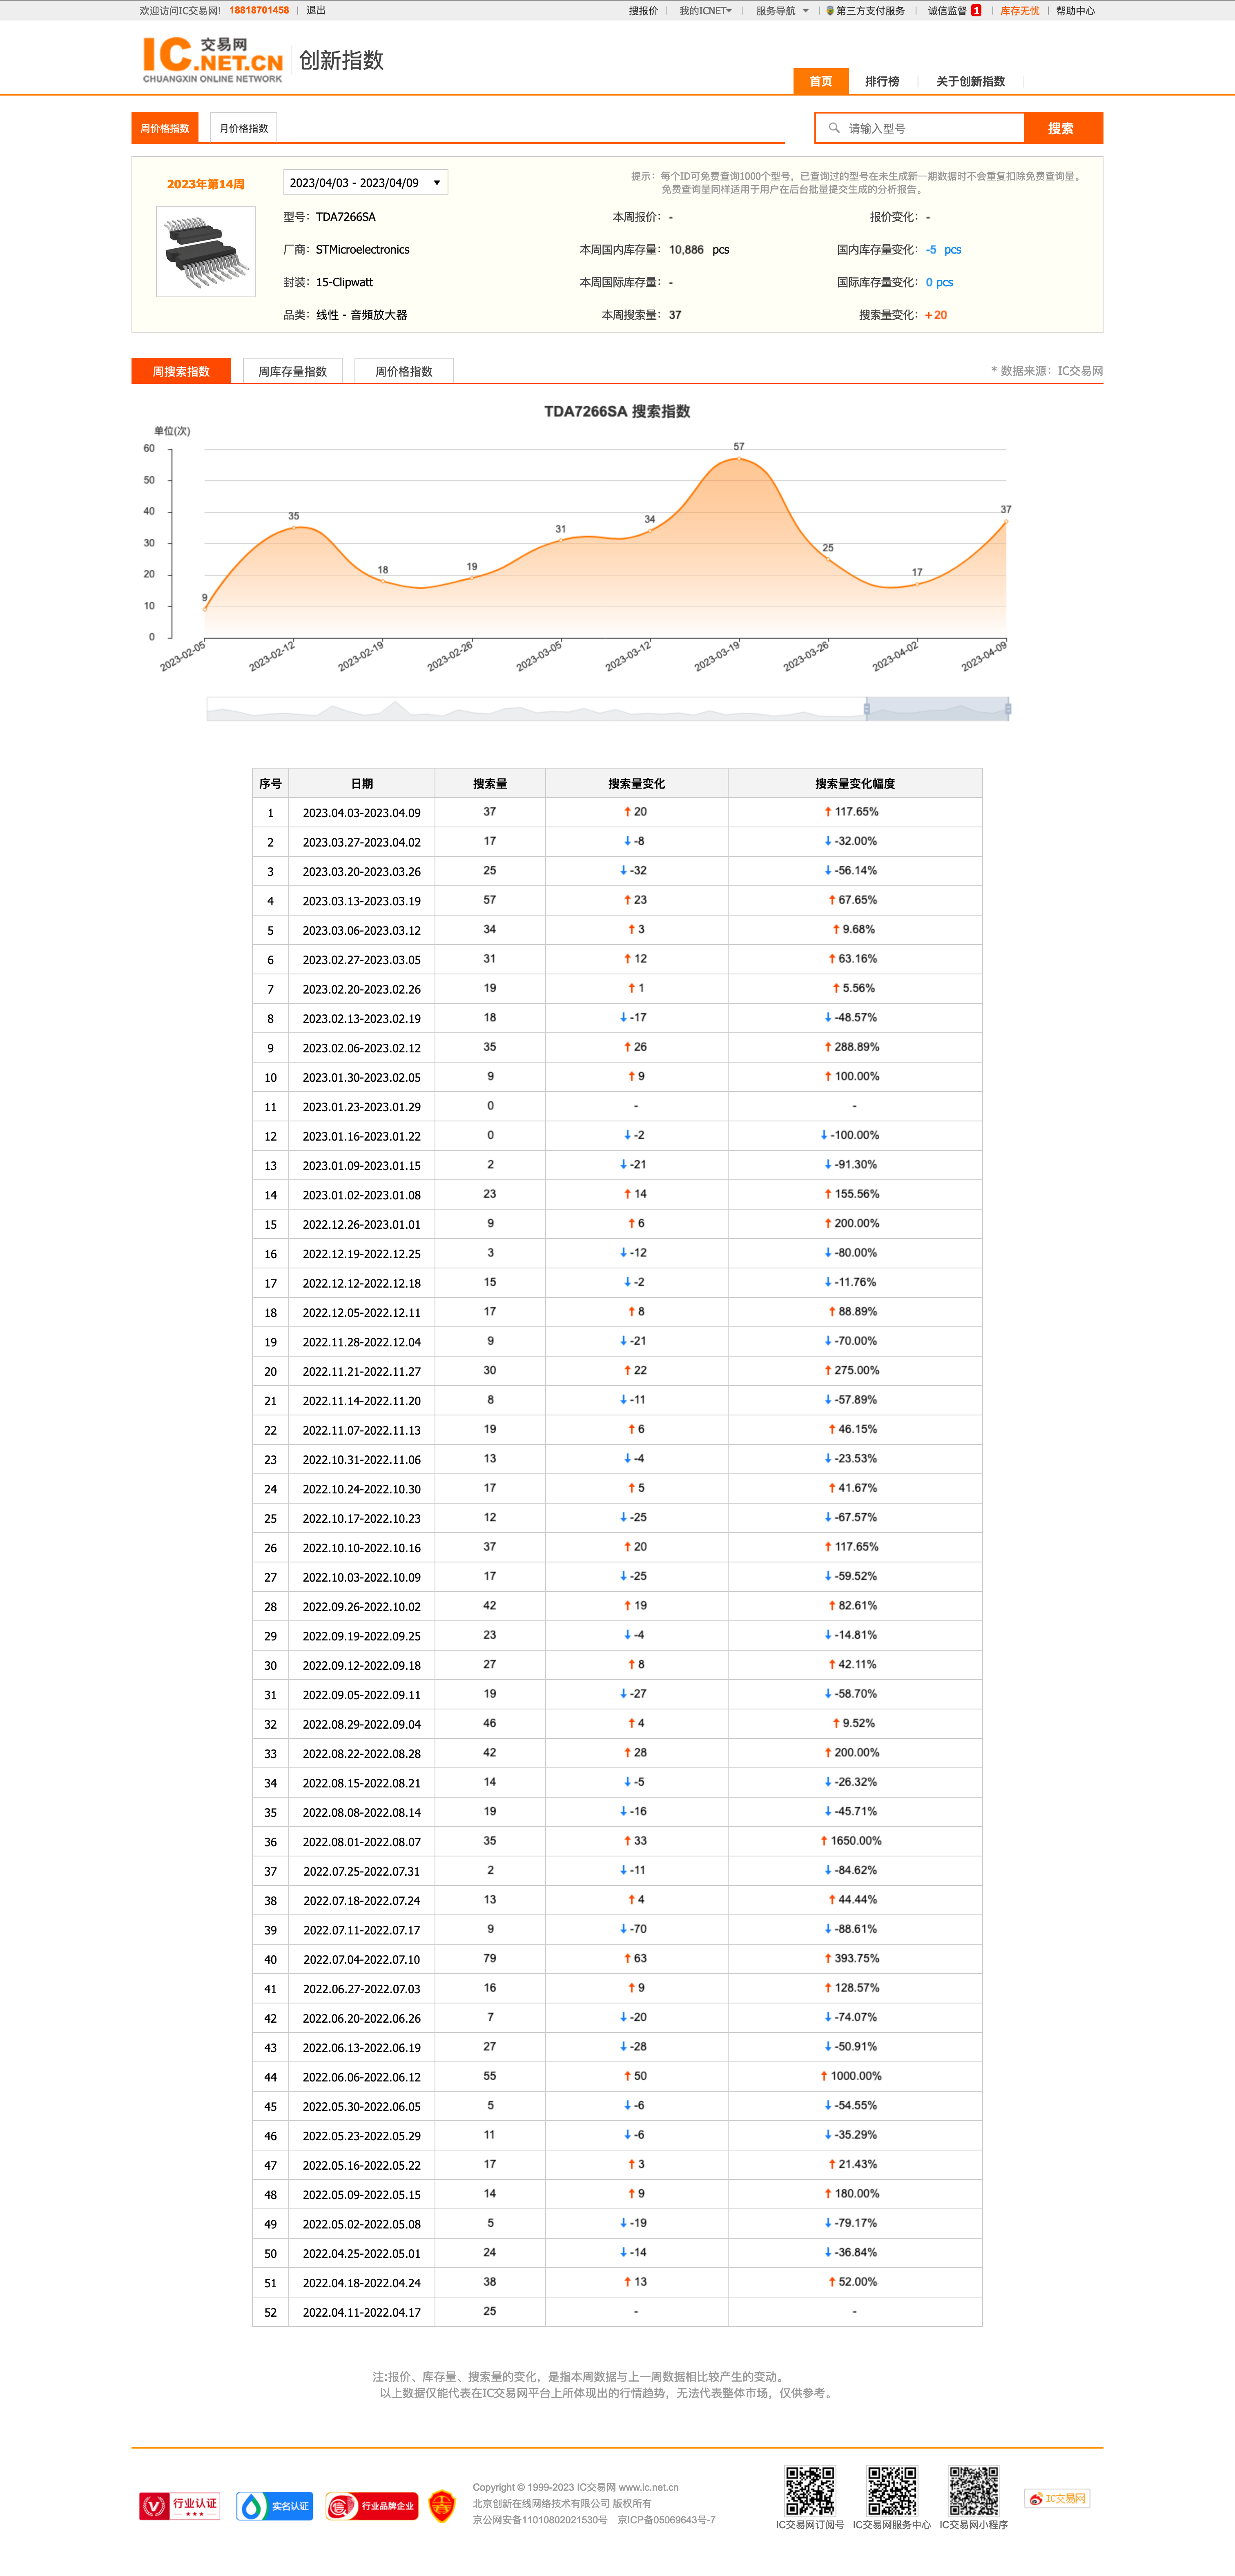 欢迎访问IC交易网! 18818701458 | 退出 搜报价 | 我的ICNET | 服务导航 | 第三方支付服务 | 诚信监督 1 | 库存无忧 | 帮助中心
IC 交易网 .NET.CN CHUANGXIN ONLINE NETWORK 创新指数
首页 排行榜 关于创新指数
周价格指数 月价格指数 请输入型号 搜索
2023年第14周 2023/04/03 - 2023/04/09 提示：每个ID可免费查询1000个型号，已查询过的型号在未生成新一期数据时不会重复扣除免费查询量。
免费查询量同样适用于用户在后台批量提交生成的分析报告。
型号：TDA7266SA 本周报价：- 报价变化：-
厂商：STMicroelectronics 本周国内库存量：10,886 pcs 国内库存量变化：-5 pcs
封装：15-Clipwatt 本周国际库存量：- 国际库存量变化：0 pcs
品类：线性 - 音頻放大器 本周搜索量：37 搜索量变化：+20
周搜索指数 周库存量指数 周价格指数 * 数据来源：IC交易网
TDA7266SA 搜索指数
单位(次)
60
50
40
30
20
10
0
9 35 18 19 31 34 57 25 17 37
2023-02-05 2023-02-12 2023-02-19 2023-02-26 2023-03-05 2023-03-12 2023-03-19 2023-03-26 2023-04-02 2023-04-09
序号 日期 搜索量 搜索量变化 搜索量变化幅度
1 2023.04.03-2023.04.09 37 ↑ 20 ↑ 117.65%
2 2023.03.27-2023.04.02 17 ↓ -8 ↓ -32.00%
3 2023.03.20-2023.03.26 25 ↓ -32 ↓ -56.14%
4 2023.03.13-2023.03.19 57 ↑ 23 ↑ 67.65%
5 2023.03.06-2023.03.12 34 ↑ 3 ↑ 9.68%
6 2023.02.27-2023.03.05 31 ↑ 12 ↑ 63.16%
7 2023.02.20-2023.02.26 19 ↑ 1 ↑ 5.56%
8 2023.02.13-2023.02.19 18 ↓ -17 ↓ -48.57%
9 2023.02.06-2023.02.12 35 ↑ 26 ↑ 288.89%
10 2023.01.30-2023.02.05 9 ↑ 9 ↑ 100.00%
11 2023.01.23-2023.01.29 0 - -
12 2023.01.16-2023.01.22 0 ↓ -2 ↓ -100.00%
13 2023.01.09-2023.01.15 2 ↓ -21 ↓ -91.30%
14 2023.01.02-2023.01.08 23 ↑ 14 ↑ 155.56%
15 2022.12.26-2023.01.01 9 ↑ 6 ↑ 200.00%
16 2022.12.19-2022.12.25 3 ↓ -12 ↓ -80.00%
17 2022.12.12-2022.12.18 15 ↓ -2 ↓ -11.76%
18 2022.12.05-2022.12.11 17 ↑ 8 ↑ 88.89%
19 2022.11.28-2022.12.04 9 ↓ -21 ↓ -70.00%
20 2022.11.21-2022.11.27 30 ↑ 22 ↑ 275.00%
21 2022.11.14-2022.11.20 8 ↓ -11 ↓ -57.89%
22 2022.11.07-2022.11.13 19 ↑ 6 ↑ 46.15%
23 2022.10.31-2022.11.06 13 ↓ -4 ↓ -23.53%
24 2022.10.24-2022.10.30 17 ↑ 5 ↑ 41.67%
25 2022.10.17-2022.10.23 12 ↓ -25 ↓ -67.57%
26 2022.10.10-2022.10.16 37 ↑ 20 ↑ 117.65%
27 2022.10.03-2022.10.09 17 ↓ -25 ↓ -59.52%
28 2022.09.26-2022.10.02 42 ↑ 19 ↑ 82.61%
29 2022.09.19-2022.09.25 23 ↓ -4 ↓ -14.81%
30 2022.09.12-2022.09.18 27 ↑ 8 ↑ 42.11%
31 2022.09.05-2022.09.11 19 ↓ -27 ↓ -58.70%
32 2022.08.29-2022.09.04 46 ↑ 4 ↑ 9.52%
33 2022.08.22-2022.08.28 42 ↑ 28 ↑ 200.00%
34 2022.08.15-2022.08.21 14 ↓ -5 ↓ -26.32%
35 2022.08.08-2022.08.14 19 ↓ -16 ↓ -45.71%
36 2022.08.01-2022.08.07 35 ↑ 33 ↑ 1650.00%
37 2022.07.25-2022.07.31 2 ↓ -11 ↓ -84.62%
38 2022.07.18-2022.07.24 13 ↑ 4 ↑ 44.44%
39 2022.07.11-2022.07.17 9 ↓ -70 ↓ -88.61%
40 2022.07.04-2022.07.10 79 ↑ 63 ↑ 393.75%
41 2022.06.27-2022.07.03 16 ↑ 9 ↑ 128.57%
42 2022.06.20-2022.06.26 7 ↓ -20 ↓ -74.07%
43 2022.06.13-2022.06.19 27 ↓ -28 ↓ -50.91%
44 2022.06.06-2022.06.12 55 ↑ 50 ↑ 1000.00%
45 2022.05.30-2022.06.05 5 ↓ -6 ↓ -54.55%
46 2022.05.23-2022.05.29 11 ↓ -6 ↓ -35.29%
47 2022.05.16-2022.05.22 17 ↑ 3 ↑ 21.43%
48 2022.05.09-2022.05.15 14 ↑ 9 ↑ 180.00%
49 2022.05.02-2022.05.08 5 ↓ -19 ↓ -79.17%
50 2022.04.25-2022.05.01 24 ↓ -14 ↓ -36.84%
51 2022.04.18-2022.04.24 38 ↑ 13 ↑ 52.00%
52 2022.04.11-2022.04.17 25 - -
注:报价、库存量、搜索量的变化，是指本周数据与上一周数据相比较产生的变动。
以上数据仅能代表在IC交易网平台上所体现出的行情趋势，无法代表整体市场，仅供参考。
行业认证 实名认证 行业品牌企业
Copyright © 1999-2023 IC交易网 www.ic.net.cn
北京创新在线网络技术有限公司 版权所有
京公网安备11010802021530号 京ICP备05069643号-7
IC交易网订阅号 IC交易网服务中心 IC交易网小程序 IC交易网